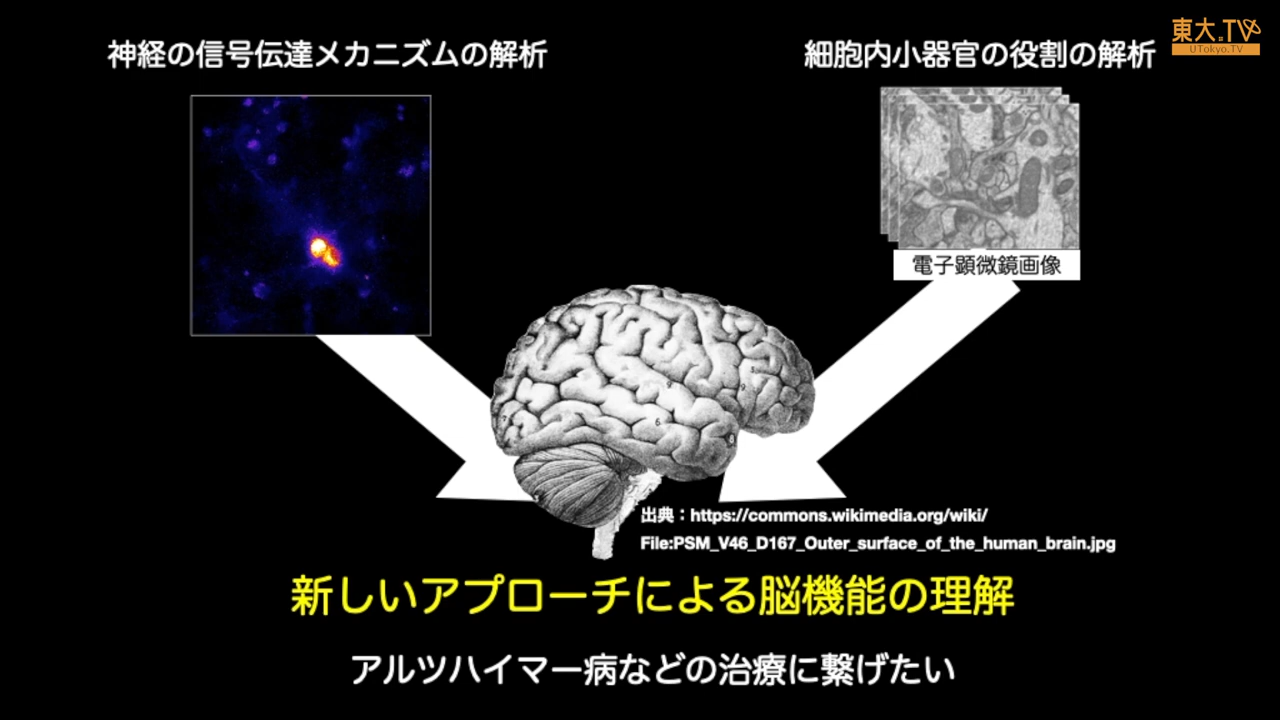 東大.TV
UTokyo.TV
神経の信号伝達メカニズムの解析
細胞内小器官の役割の解析
電子顕微鏡画像
出典：https://commons.wikimedia.org/wiki/
File:PSM_V46_D167_Outer_surface_of_the_human_brain.jpg
新しいアプローチによる脳機能の理解
アルツハイマー病などの治療に繋げたい